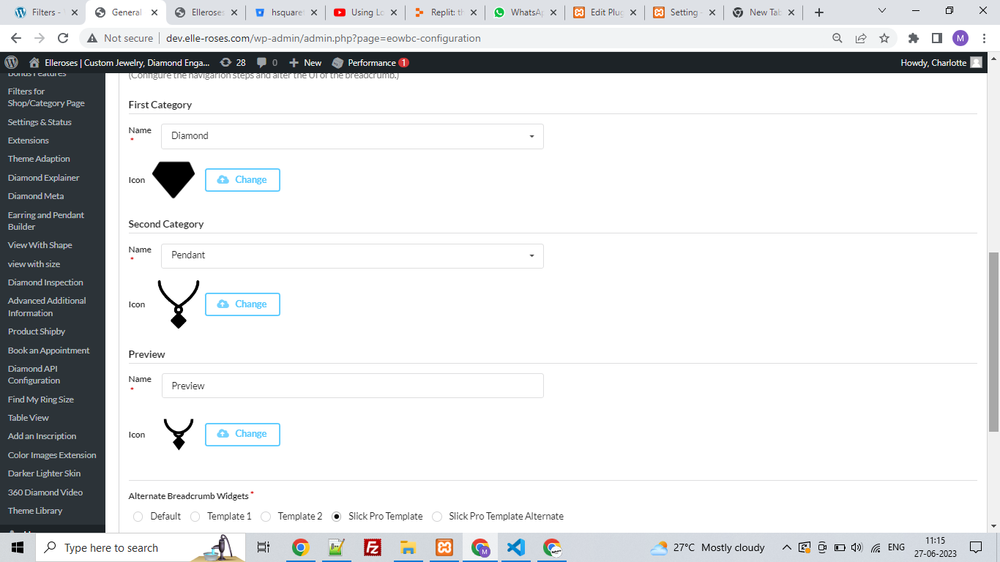 Filters -
General
Elleroses
hsquare
Using Lo
Replit: th
WhatsAp
Edit Plug
Setting -
New Tab
Not secure
dev.elle-roses.com/wp-admin/admin.php?page=eowbc-configuration
M
Elleroses | Custom Jewelry, Diamond Enga...
28
0
New
Performance
1
Howdy, Charlotte
Bonus Features
Filters for
Shop/Category Page
Settings & Status
Extensions
Theme Adaption
Diamond Explainer
Diamond Meta
Earring and Pendant
Builder
View With Shape
view with size
Diamond Inspection
Advanced Additional
Information
Product Shipby
Book an Appointment
Diamond API
Configuration
Find My Ring Size
Table View
Add an Inscription
Color Images Extension
Darker Lighter Skin
360 Diamond Video
Theme Library
(Configure the navigarion steps and alter the UI of the breadcrumb.)
First Category
Name *
Diamond
Icon
Change
Second Category
Name *
Pendant
Icon
Change
Preview
Name *
Preview
Icon
Change
Alternate Breadcrumb Widgets *
Default
Template 1
Template 2
Slick Pro Template
Slick Pro Template Alternate
Type here to search
27°C Mostly cloudy
ENG
11:15
27-06-2023